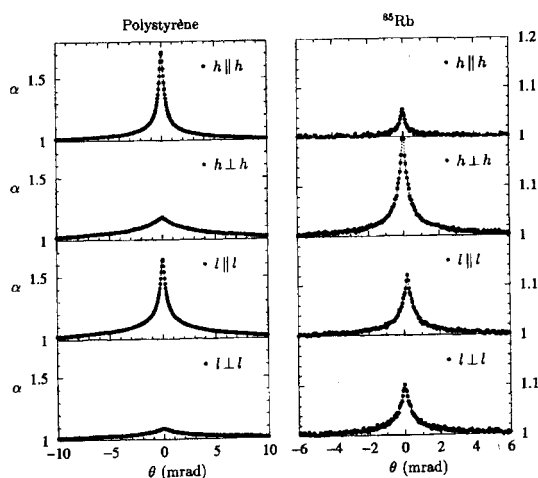 Polystyrène
⁸⁵Rb
α 1.5 • h ∥ h
• h ∥ h 1.2
1
1
α 1.5 • h ⊥ h
• h ⊥ h 1.1
1
1
α 1.5 • l ∥ l
• l ∥ l 1.1
1
1
α 1.5 • l ⊥ l
• l ⊥ l 1.1
1
1
−10 −5 0 5 10
−6 −4 −2 0 2 4 6
θ (mrad)
θ (mrad)